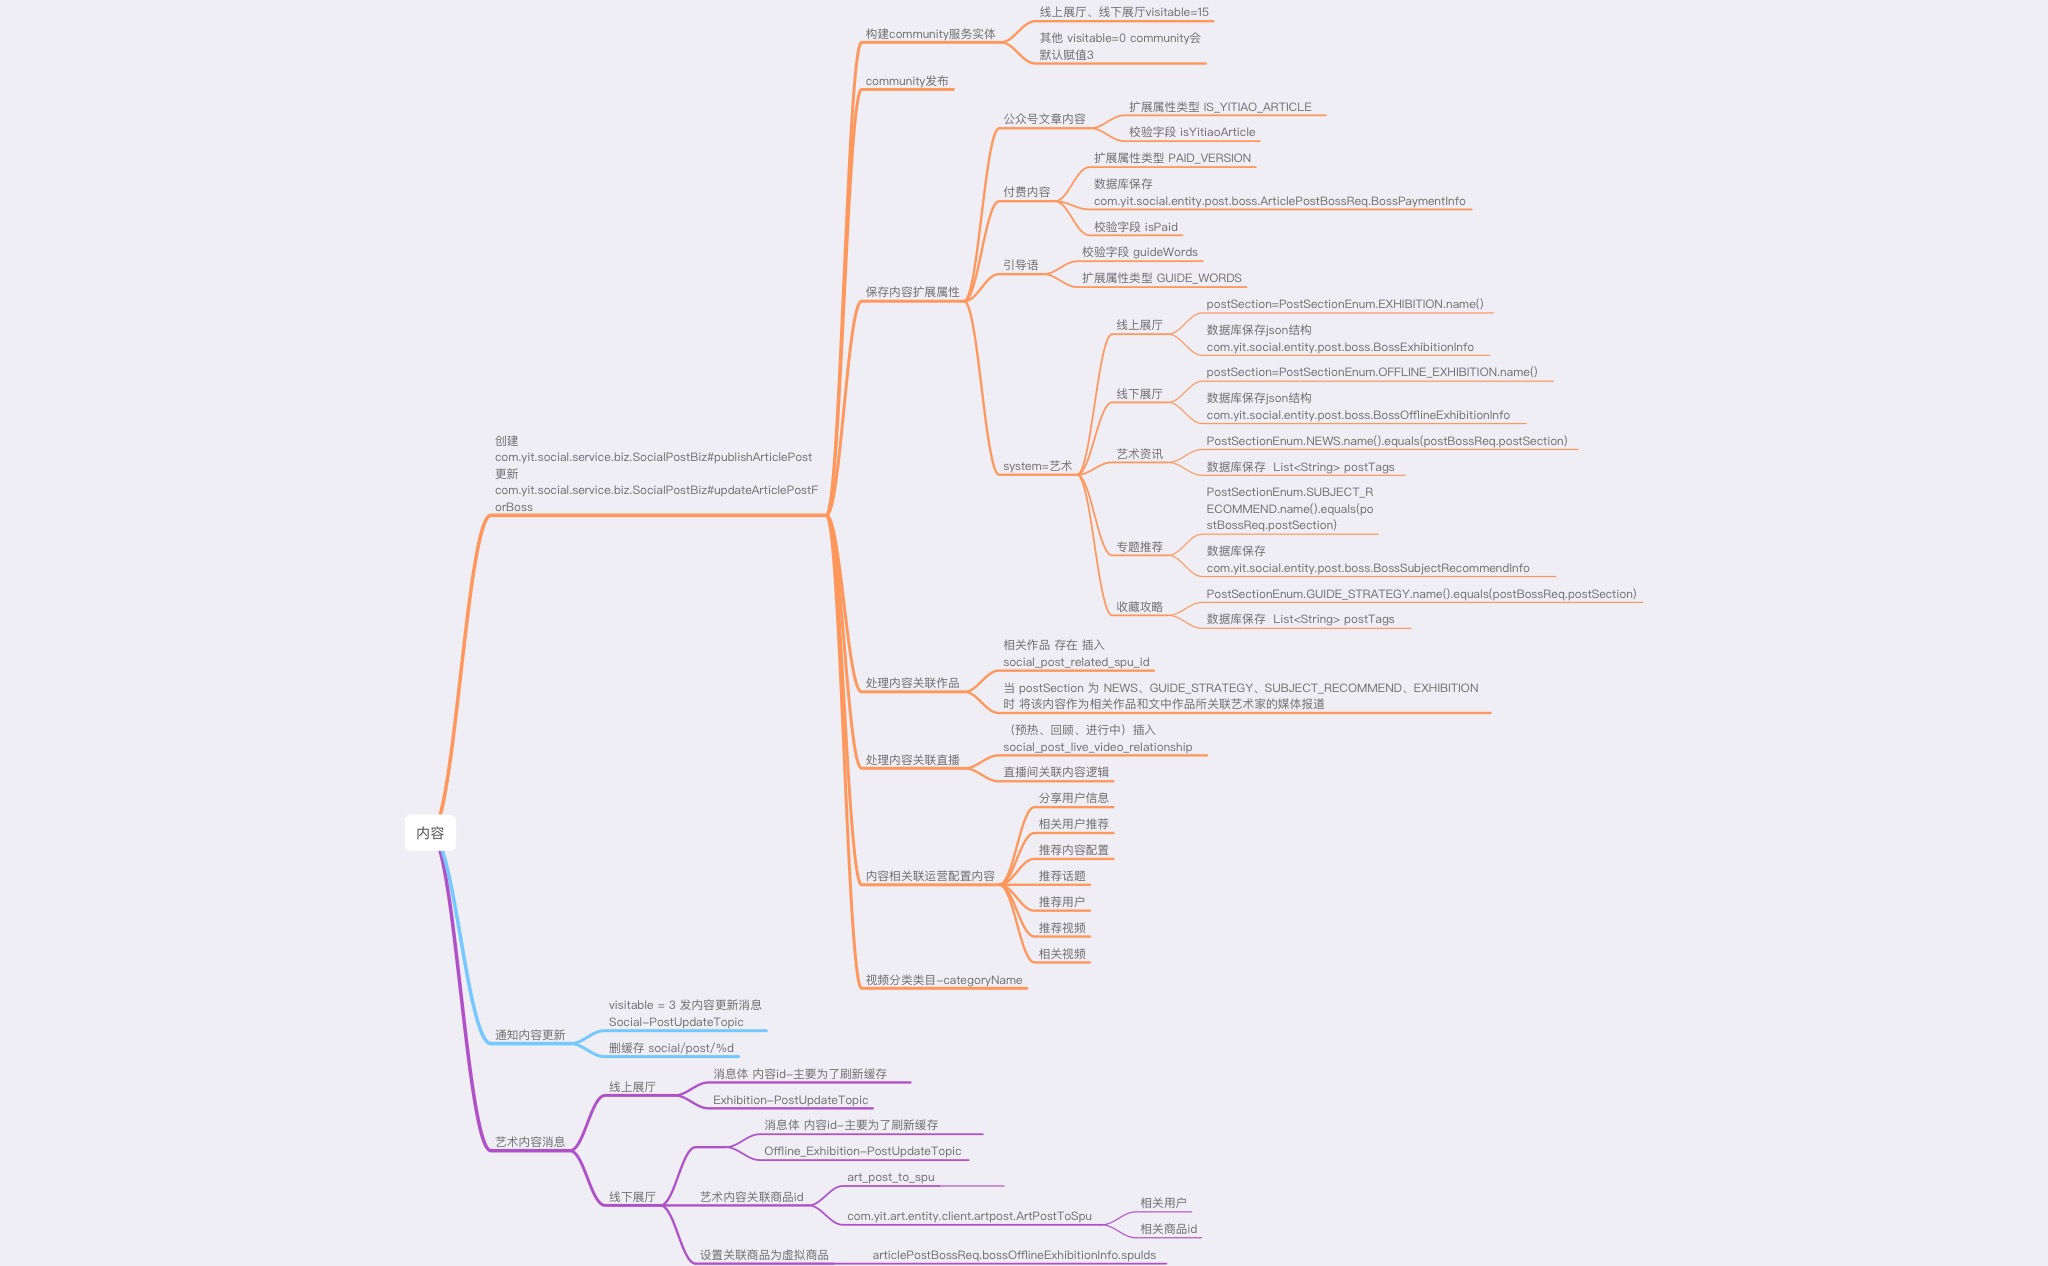 内容
创建
com.yit.social.service.biz.SocialPostBiz#publishArticlePost
更新
com.yit.social.service.biz.SocialPostBiz#updateArticlePostF
orBoss
构建community服务实体
线上展厅、线下展厅visitable=15
其他 visitable=0 community会
默认赋值3
community发布
保存内容扩展属性
公众号文章内容
扩展属性类型 IS_YITIAO_ARTICLE
校验字段 isYitiaoArticle
付费内容
扩展属性类型 PAID_VERSION
数据库保存
com.yit.social.entity.post.boss.ArticlePostBossReq.BossPaymentInfo
校验字段 isPaid
引导语
校验字段 guideWords
扩展属性类型 GUIDE_WORDS
system=艺术
线上展厅
postSection=PostSectionEnum.EXHIBITION.name()
数据库保存json结构
com.yit.social.entity.post.boss.BossExhibitionInfo
线下展厅
postSection=PostSectionEnum.OFFLINE_EXHIBITION.name()
数据库保存json结构
com.yit.social.entity.post.boss.BossOfflineExhibitionInfo
艺术资讯
PostSectionEnum.NEWS.name().equals(postBossReq.postSection)
数据库保存  List<String> postTags
专题推荐
PostSectionEnum.SUBJECT_R
ECOMMEND.name().equals(po
stBossReq.postSection)
数据库保存
com.yit.social.entity.post.boss.BossSubjectRecommendInfo
收藏攻略
PostSectionEnum.GUIDE_STRATEGY.name().equals(postBossReq.postSection)
数据库保存  List<String> postTags
处理内容关联作品
相关作品 存在 插入
social_post_related_spu_id
当 postSection 为 NEWS、GUIDE_STRATEGY、SUBJECT_RECOMMEND、EXHIBITION
时 将该内容作为相关作品和文中作品所关联艺术家的媒体报道
处理内容关联直播
（预热、回顾、进行中）插入
social_post_live_video_relationship
直播间关联内容逻辑
内容相关联运营配置内容
分享用户信息
相关用户推荐
推荐内容配置
推荐话题
推荐用户
推荐视频
相关视频
视频分类类目-categoryName
通知内容更新
visitable = 3 发内容更新消息
Social-PostUpdateTopic
删缓存 social/post/%d
艺术内容消息
线上展厅
消息体 内容id-主要为了刷新缓存
Exhibition-PostUpdateTopic
线下展厅
消息体 内容id-主要为了刷新缓存
Offline_Exhibition-PostUpdateTopic
艺术内容关联商品id
art_post_to_spu
com.yit.art.entity.client.artpost.ArtPostToSpu
相关用户
相关商品id
设置关联商品为虚拟商品
articlePostBossReq.bossOfflineExhibitionInfo.spuIds